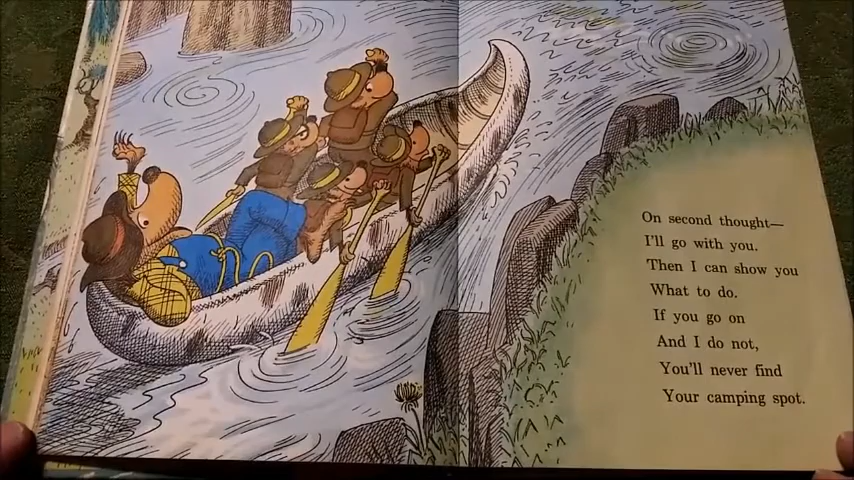 On second thought—
I'll go with you.
Then I can show you
What to do.
If you go on
And I do not,
You'll never find
Your camping spot.